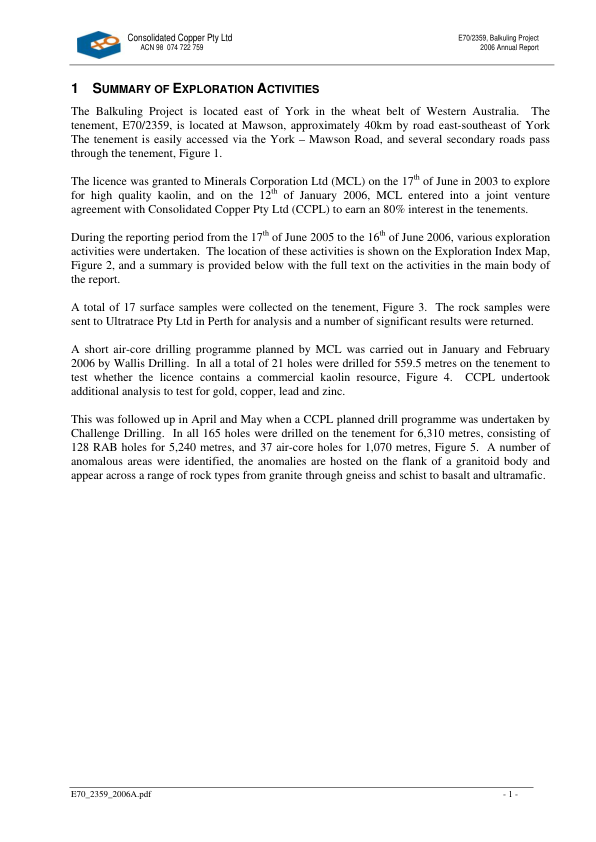 Consolidated Copper Pty Ltd
ACN 98 074 722 759
E70/2359, Balkuling Project
2006 Annual Report
1 SUMMARY OF EXPLORATION ACTIVITIES
The Balkuling Project is located east of York in the wheat belt of Western Australia. The
tenement, E70/2359, is located at Mawson, approximately 40km by road east-southeast of York
The tenement is easily accessed via the York – Mawson Road, and several secondary roads pass
through the tenement, Figure 1.
The licence was granted to Minerals Corporation Ltd (MCL) on the 17th of June in 2003 to explore
for high quality kaolin, and on the 12th of January 2006, MCL entered into a joint venture
agreement with Consolidated Copper Pty Ltd (CCPL) to earn an 80% interest in the tenements.
During the reporting period from the 17th of June 2005 to the 16th of June 2006, various exploration
activities were undertaken. The location of these activities is shown on the Exploration Index Map,
Figure 2, and a summary is provided below with the full text on the activities in the main body of
the report.
A total of 17 surface samples were collected on the tenement, Figure 3. The rock samples were
sent to Ultratrace Pty Ltd in Perth for analysis and a number of significant results were returned.
A short air-core drilling programme planned by MCL was carried out in January and February
2006 by Wallis Drilling. In all a total of 21 holes were drilled for 559.5 metres on the tenement to
test whether the licence contains a commercial kaolin resource, Figure 4. CCPL undertook
additional analysis to test for gold, copper, lead and zinc.
This was followed up in April and May when a CCPL planned drill programme was undertaken by
Challenge Drilling. In all 165 holes were drilled on the tenement for 6,310 metres, consisting of
128 RAB holes for 5,240 metres, and 37 air-core holes for 1,070 metres, Figure 5. A number of
anomalous areas were identified, the anomalies are hosted on the flank of a granitoid body and
appear across a range of rock types from granite through gneiss and schist to basalt and ultramafic.
E70_2359_2006A.pdf
- 1 -